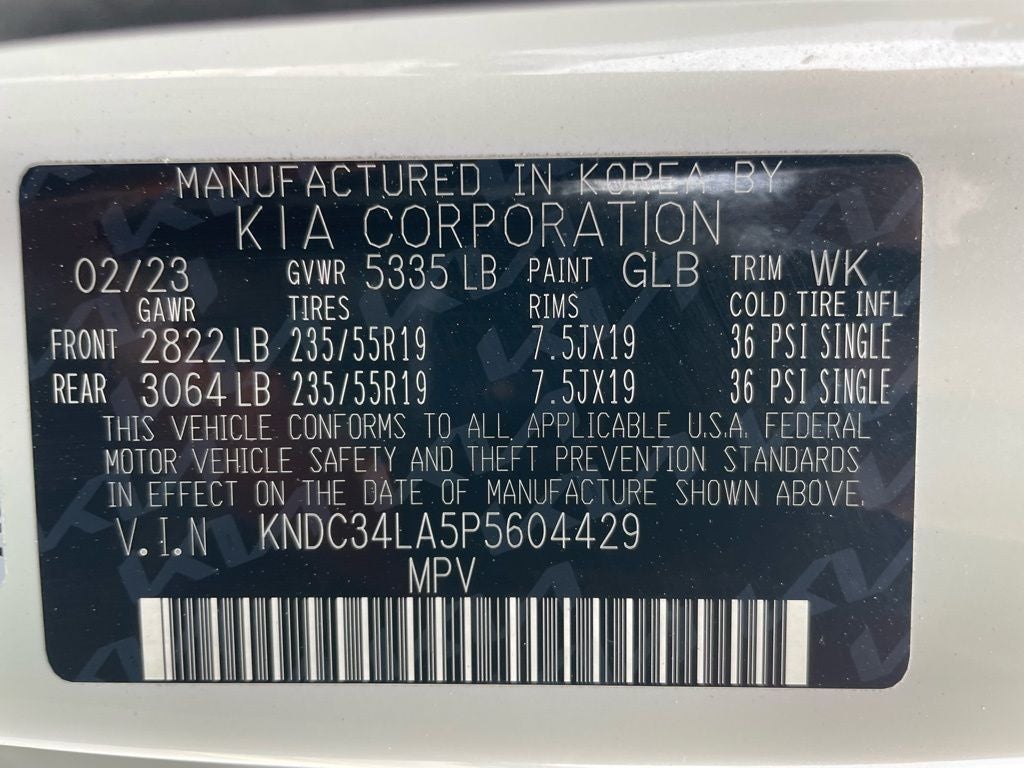 MANUFACTURED IN KOREA BY
KIA CORPORATION
02/23 GVWR 5335 LB PAINT GLB TRIM WK
GAWR TIRES RIMS COLD TIRE INFL
FRONT 2822 LB 235/55R19 7.5JX19 36 PSI SINGLE
REAR 3064 LB 235/55R19 7.5JX19 36 PSI SINGLE
THIS VEHICLE CONFORMS TO ALL APPLICABLE U.S.A. FEDERAL
MOTOR VEHICLE SAFETY AND THEFT PREVENTION STANDARDS
IN EFFECT ON THE DATE OF MANUFACTURE SHOWN ABOVE.
V.I.N KNDC34LA5P5604429
MPV